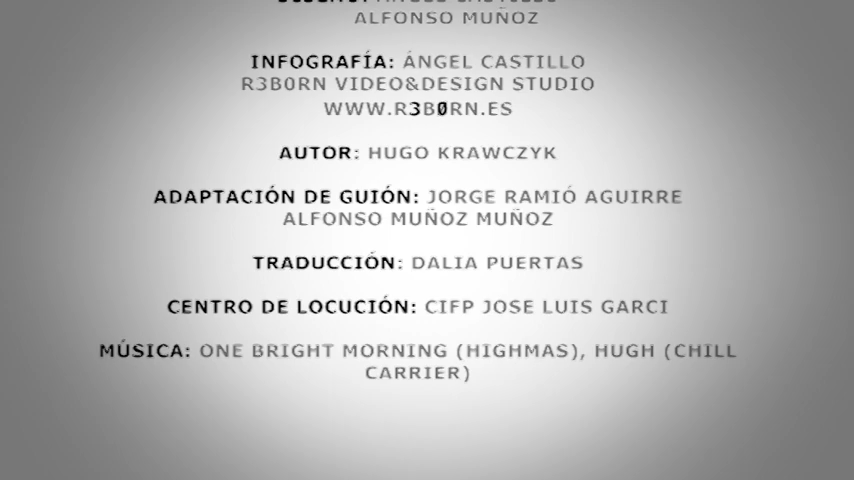 ALFONSO MUÑOZ
INFOGRAFÍA: ÁNGEL CASTILLO
R3B0RN VIDEO&DESIGN STUDIO
WWW.R3B0RN.ES
AUTOR: HUGO KRAWCZYK
ADAPTACIÓN DE GUIÓN: JORGE RAMIÓ AGUIRRE
ALFONSO MUÑOZ MUÑOZ
TRADUCCIÓN: DALIA PUERTAS
CENTRO DE LOCUCIÓN: CIFP JOSE LUIS GARCI
MÚSICA: ONE BRIGHT MORNING (HIGHMAS), HUGH (CHILL
CARRIER)